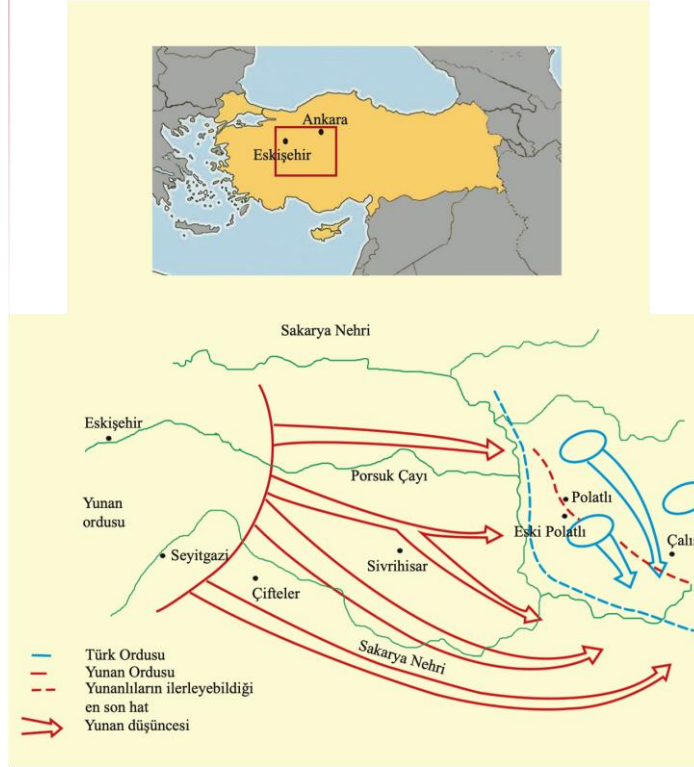 Ankara
Eskişehir
Sakarya Nehri
Eskişehir
Porsuk Çayı
Yunan
ordusu
Polatlı
Eski Polatlı
Seyitgazi
Sivrihisar
Çifteler
Sakarya Nehri
Türk Ordusu
Yunan Ordusu
Yunanlıların ilerleyebildiği
en son hat
Yunan düşüncesi